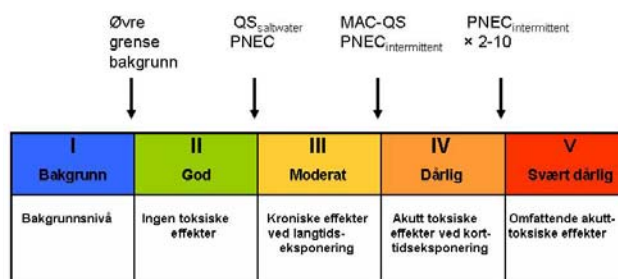 Øvre
grense
bakgrunn
QSsaltwater
PNEC
MAC-QS
PNECintermittent
PNECintermittent
× 2-10
I
Bakgrunn
II
God
III
Moderat
IV
Dårlig
V
Svært dårlig
Bakgrunnsnivå
Ingen toksiske
effekter
Kroniske effekter
ved langtids-
eksponering
Akutt toksiske
effekter ved kort-
tidseksponering
Omfattende akutt-
toksiske effekter